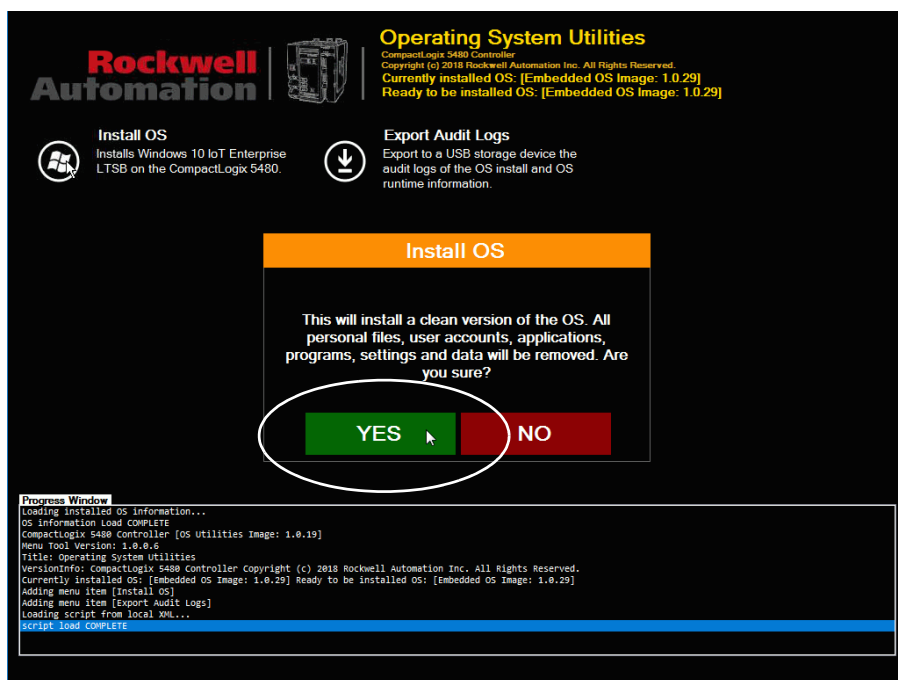 Rockwell
Automation
Operating System Utilities
CompactLogix 5480 Controller
Copyright (c) 2018 Rockwell Automation Inc. All Rights Reserved.
Currently installed OS: [Embedded OS Image: 1.0.29]
Ready to be installed OS: [Embedded OS Image: 1.0.29]
Install OS
Installs Windows 10 IoT Enterprise
LTSB on the CompactLogix 5480.
Export Audit Logs
Export to a USB storage device the
audit logs of the OS install and OS
runtime information.
Install OS
This will install a clean version of the OS. All
personal files, user accounts, applications,
programs, settings and data will be removed. Are
you sure?
YES
NO
Progress Window
Loading installed OS information...
OS information Load COMPLETE
CompactLogix 5480 Controller [OS Utilities Image: 1.0.19]
Menu Tool Version: 1.0.0.6
Title: Operating System Utilities
VersionInfo: CompactLogix 5480 Controller Copyright (c) 2018 Rockwell Automation Inc. All Rights Reserved.
Currently installed OS: [Embedded OS Image: 1.0.29] Ready to be installed OS: [Embedded OS Image: 1.0.29]
Adding menu item [Install OS]
Adding menu item [Export Audit Logs]
Loading script from local XML...
script load COMPLETE